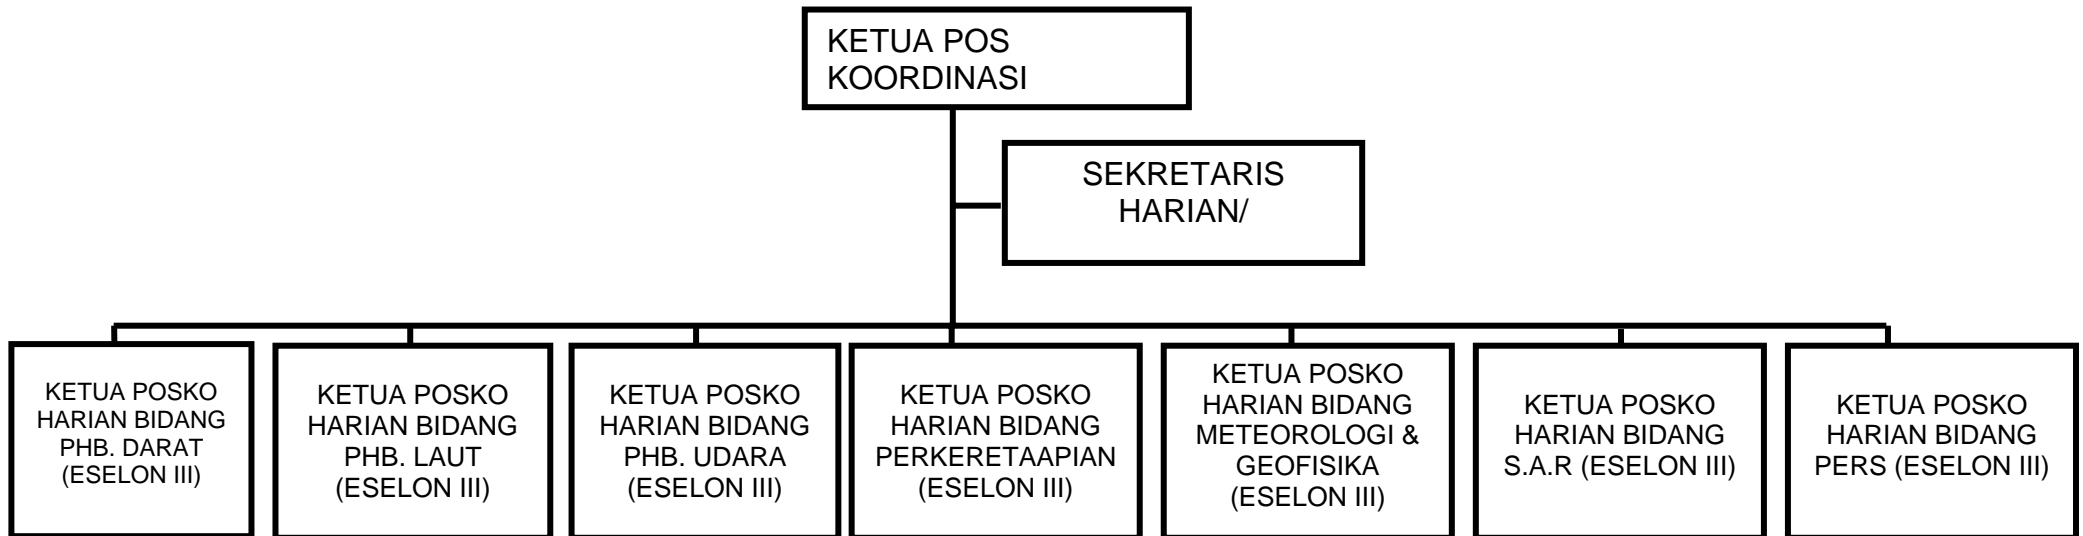 KETUA POS
KOORDINASI
SEKRETARIS
HARIAN/
KETUA POSKO
HARIAN BIDANG
PHB. DARAT
(ESELON III)
KETUA POSKO
HARIAN BIDANG
PHB. LAUT
(ESELON III)
KETUA POSKO
HARIAN BIDANG
PHB. UDARA
(ESELON III)
KETUA POSKO
HARIAN BIDANG
PERKERETAAPIAN
(ESELON III)
KETUA POSKO
HARIAN BIDANG
METEOROLOGI &
GEOFISIKA
(ESELON III)
KETUA POSKO
HARIAN BIDANG
S.A.R (ESELON III)
KETUA POSKO
HARIAN BIDANG
PERS (ESELON III)